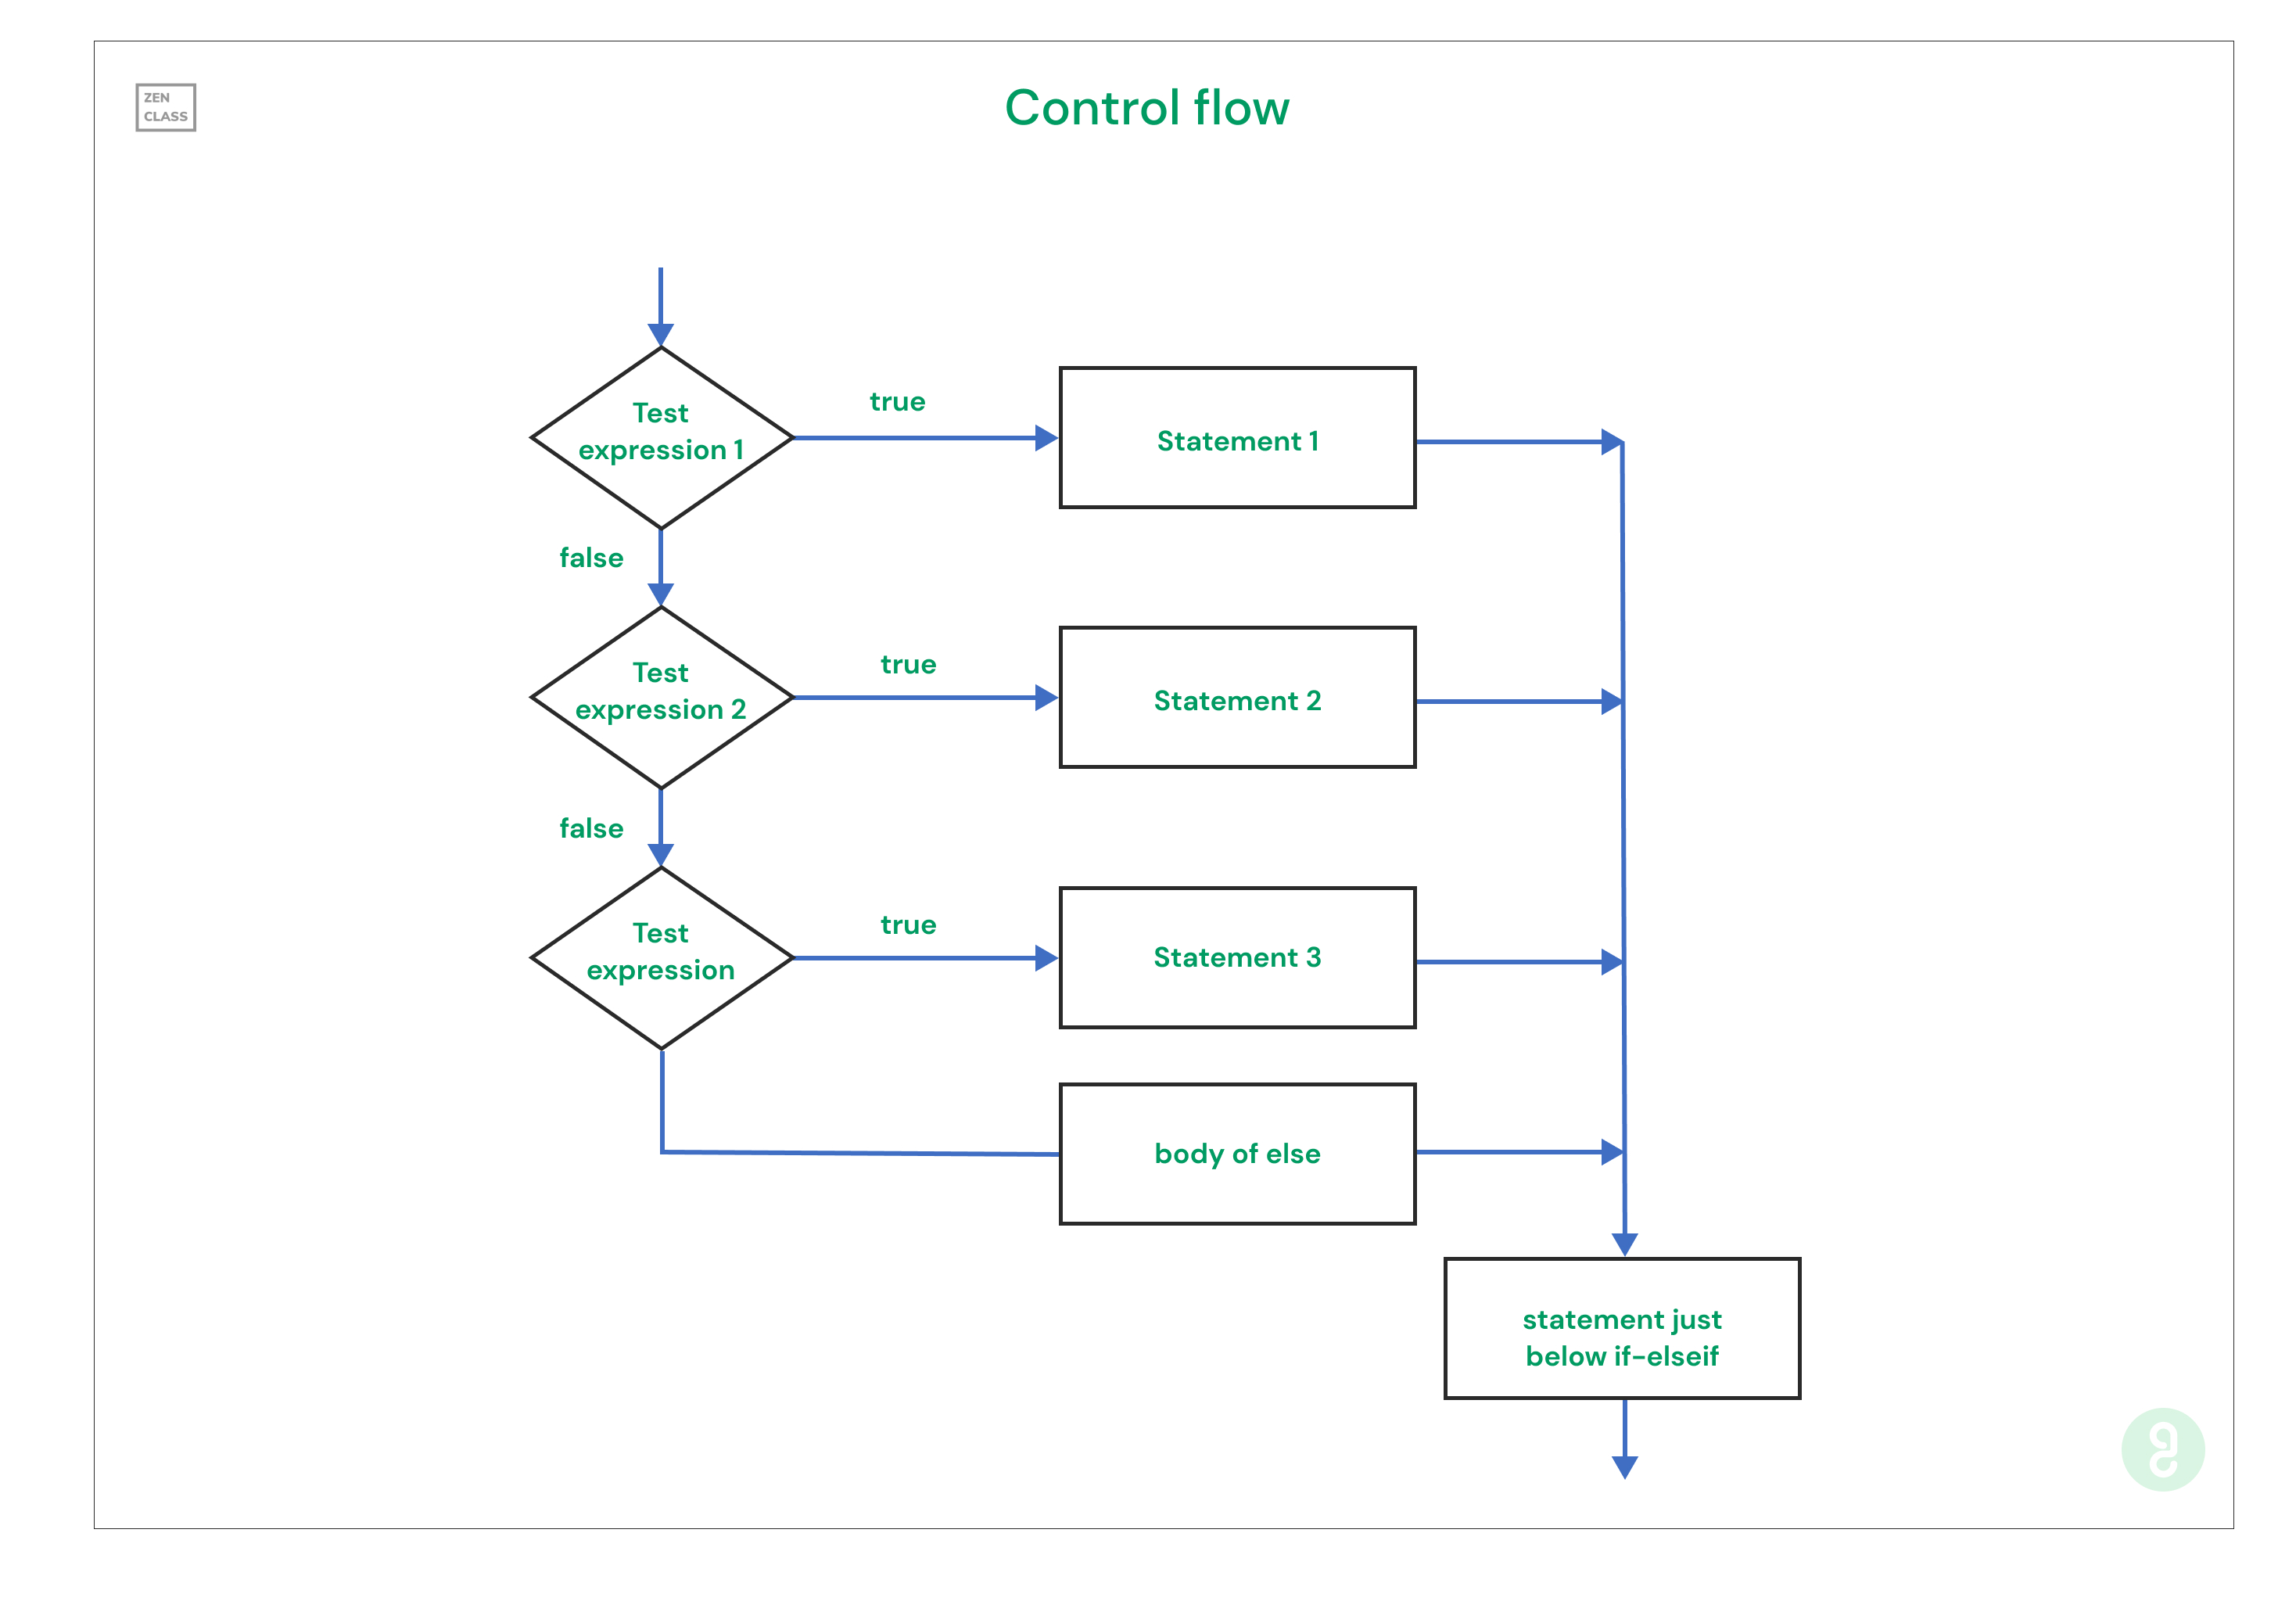 ZEN
CLASS
Control flow
Test
expression 1
true
Statement 1
false
Test
expression 2
true
Statement 2
false
Test
expression
true
Statement 3
body of else
statement just
below if-elseif